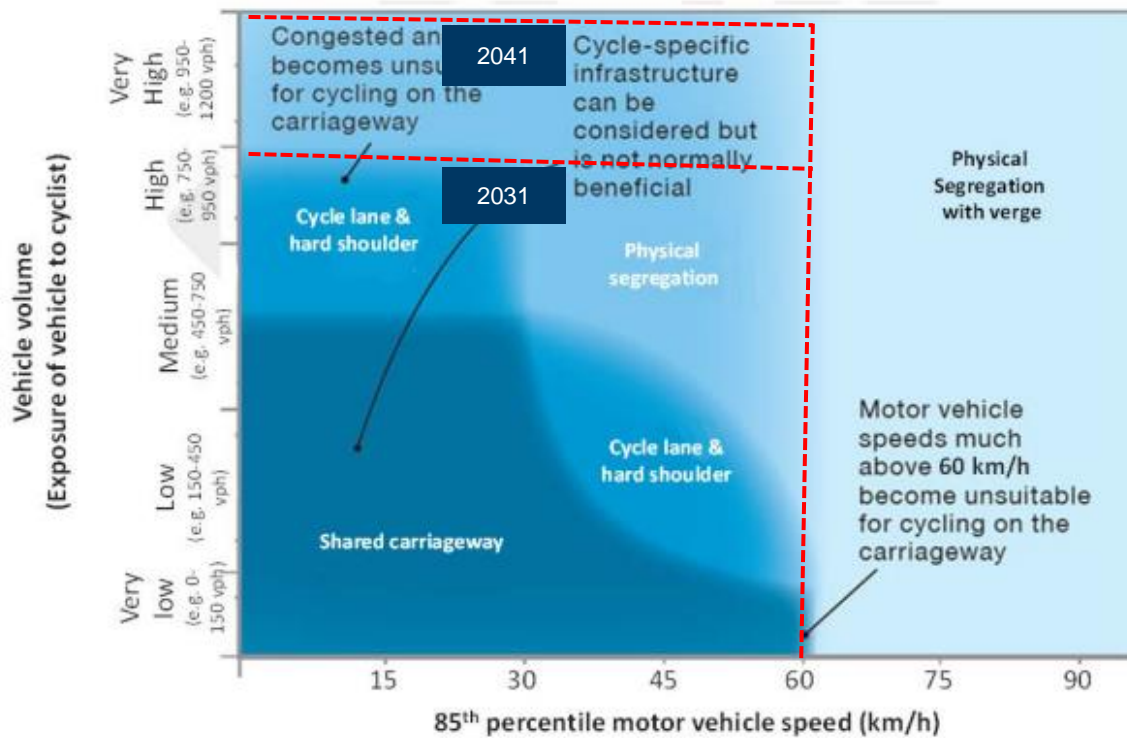 Congested an
becomes unsu
for cycling on the
carriageway
2041
Cycle-specific
infrastructure
can be
considered but
is not normally
beneficial
2031
Physical
Segregation
with verge
Cycle lane &
hard shoulder
Physical
segregation
Cycle lane &
hard shoulder
Shared carriageway
Motor vehicle
speeds much
above 60 km/h
become unsuitable
for cycling on the
carriageway
Vehicle volume
(Exposure of vehicle to cyclist)
Very
High
(e.g. 950-
1200 vph)
High
(e.g. 750-
950 vph)
Medium
(e.g. 450-750
vph)
Low
(e.g. 150-450
vph)
Very
low
(e.g. 0-
150 vph)
15 30 45 60 75 90
85th percentile motor vehicle speed (km/h)